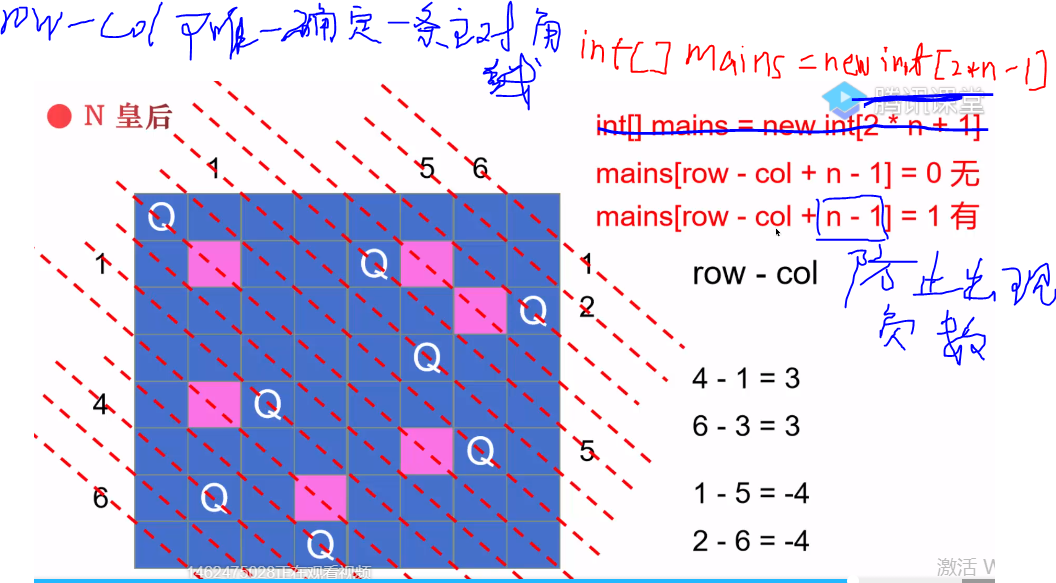 row-col 可唯一确定一条主对角
线
int[] mains = new int[2*n-1]
腾讯课堂
N 皇后
int[] mains = new int[2 * n + 1]
1 5 6
mains[row - col + n - 1] = 0 无
Q
mains[row - col + n - 1] = 1 有
1 Q 1
row - col
防止出现
负数
Q 2
Q
4 - 1 = 3
4 Q
6 - 3 = 3
Q 5
6 Q
1 - 5 = -4
Q
2 - 6 = -4
1462475928正在观看视频
激活 W